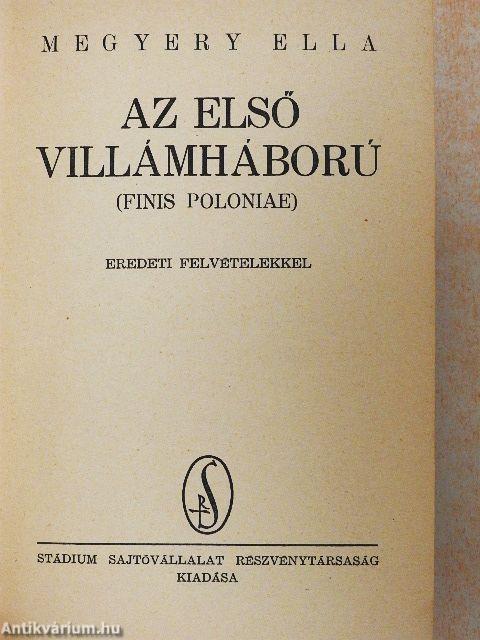 MEGYERY ELLA
AZ ELSŐ
VILLÁMHÁBORÚ
(FINIS POLONIAE)
EREDETI FELVÉTELEKKEL
STÁDIUM SAJTÓVÁLLALAT RÉSZVÉNYTÁRSASÁG
KIADÁSA
Antikvárium.hu